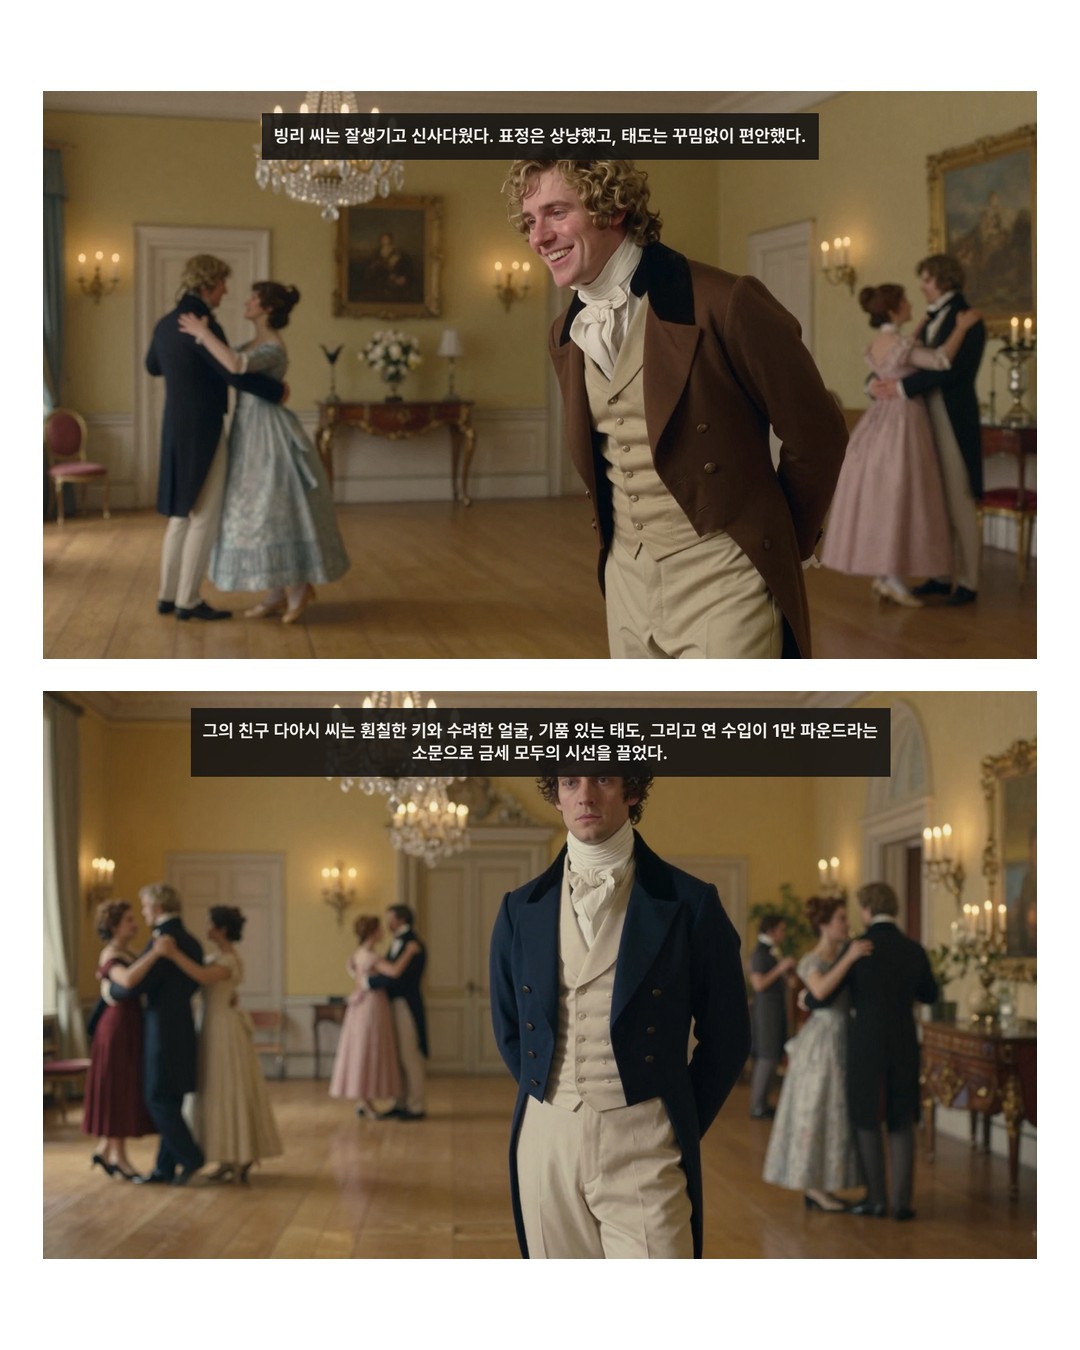 빙리 씨는 잘생기고 신사다웠다. 표정은 상냥했고, 태도는 꾸밈없이 편안했다.
그의 친구 다아시 씨는 훤칠한 키와 수려한 얼굴, 기품 있는 태도, 그리고 연 수입이 1만 파운드라는
소문으로 금세 모두의 시선을 끌었다.